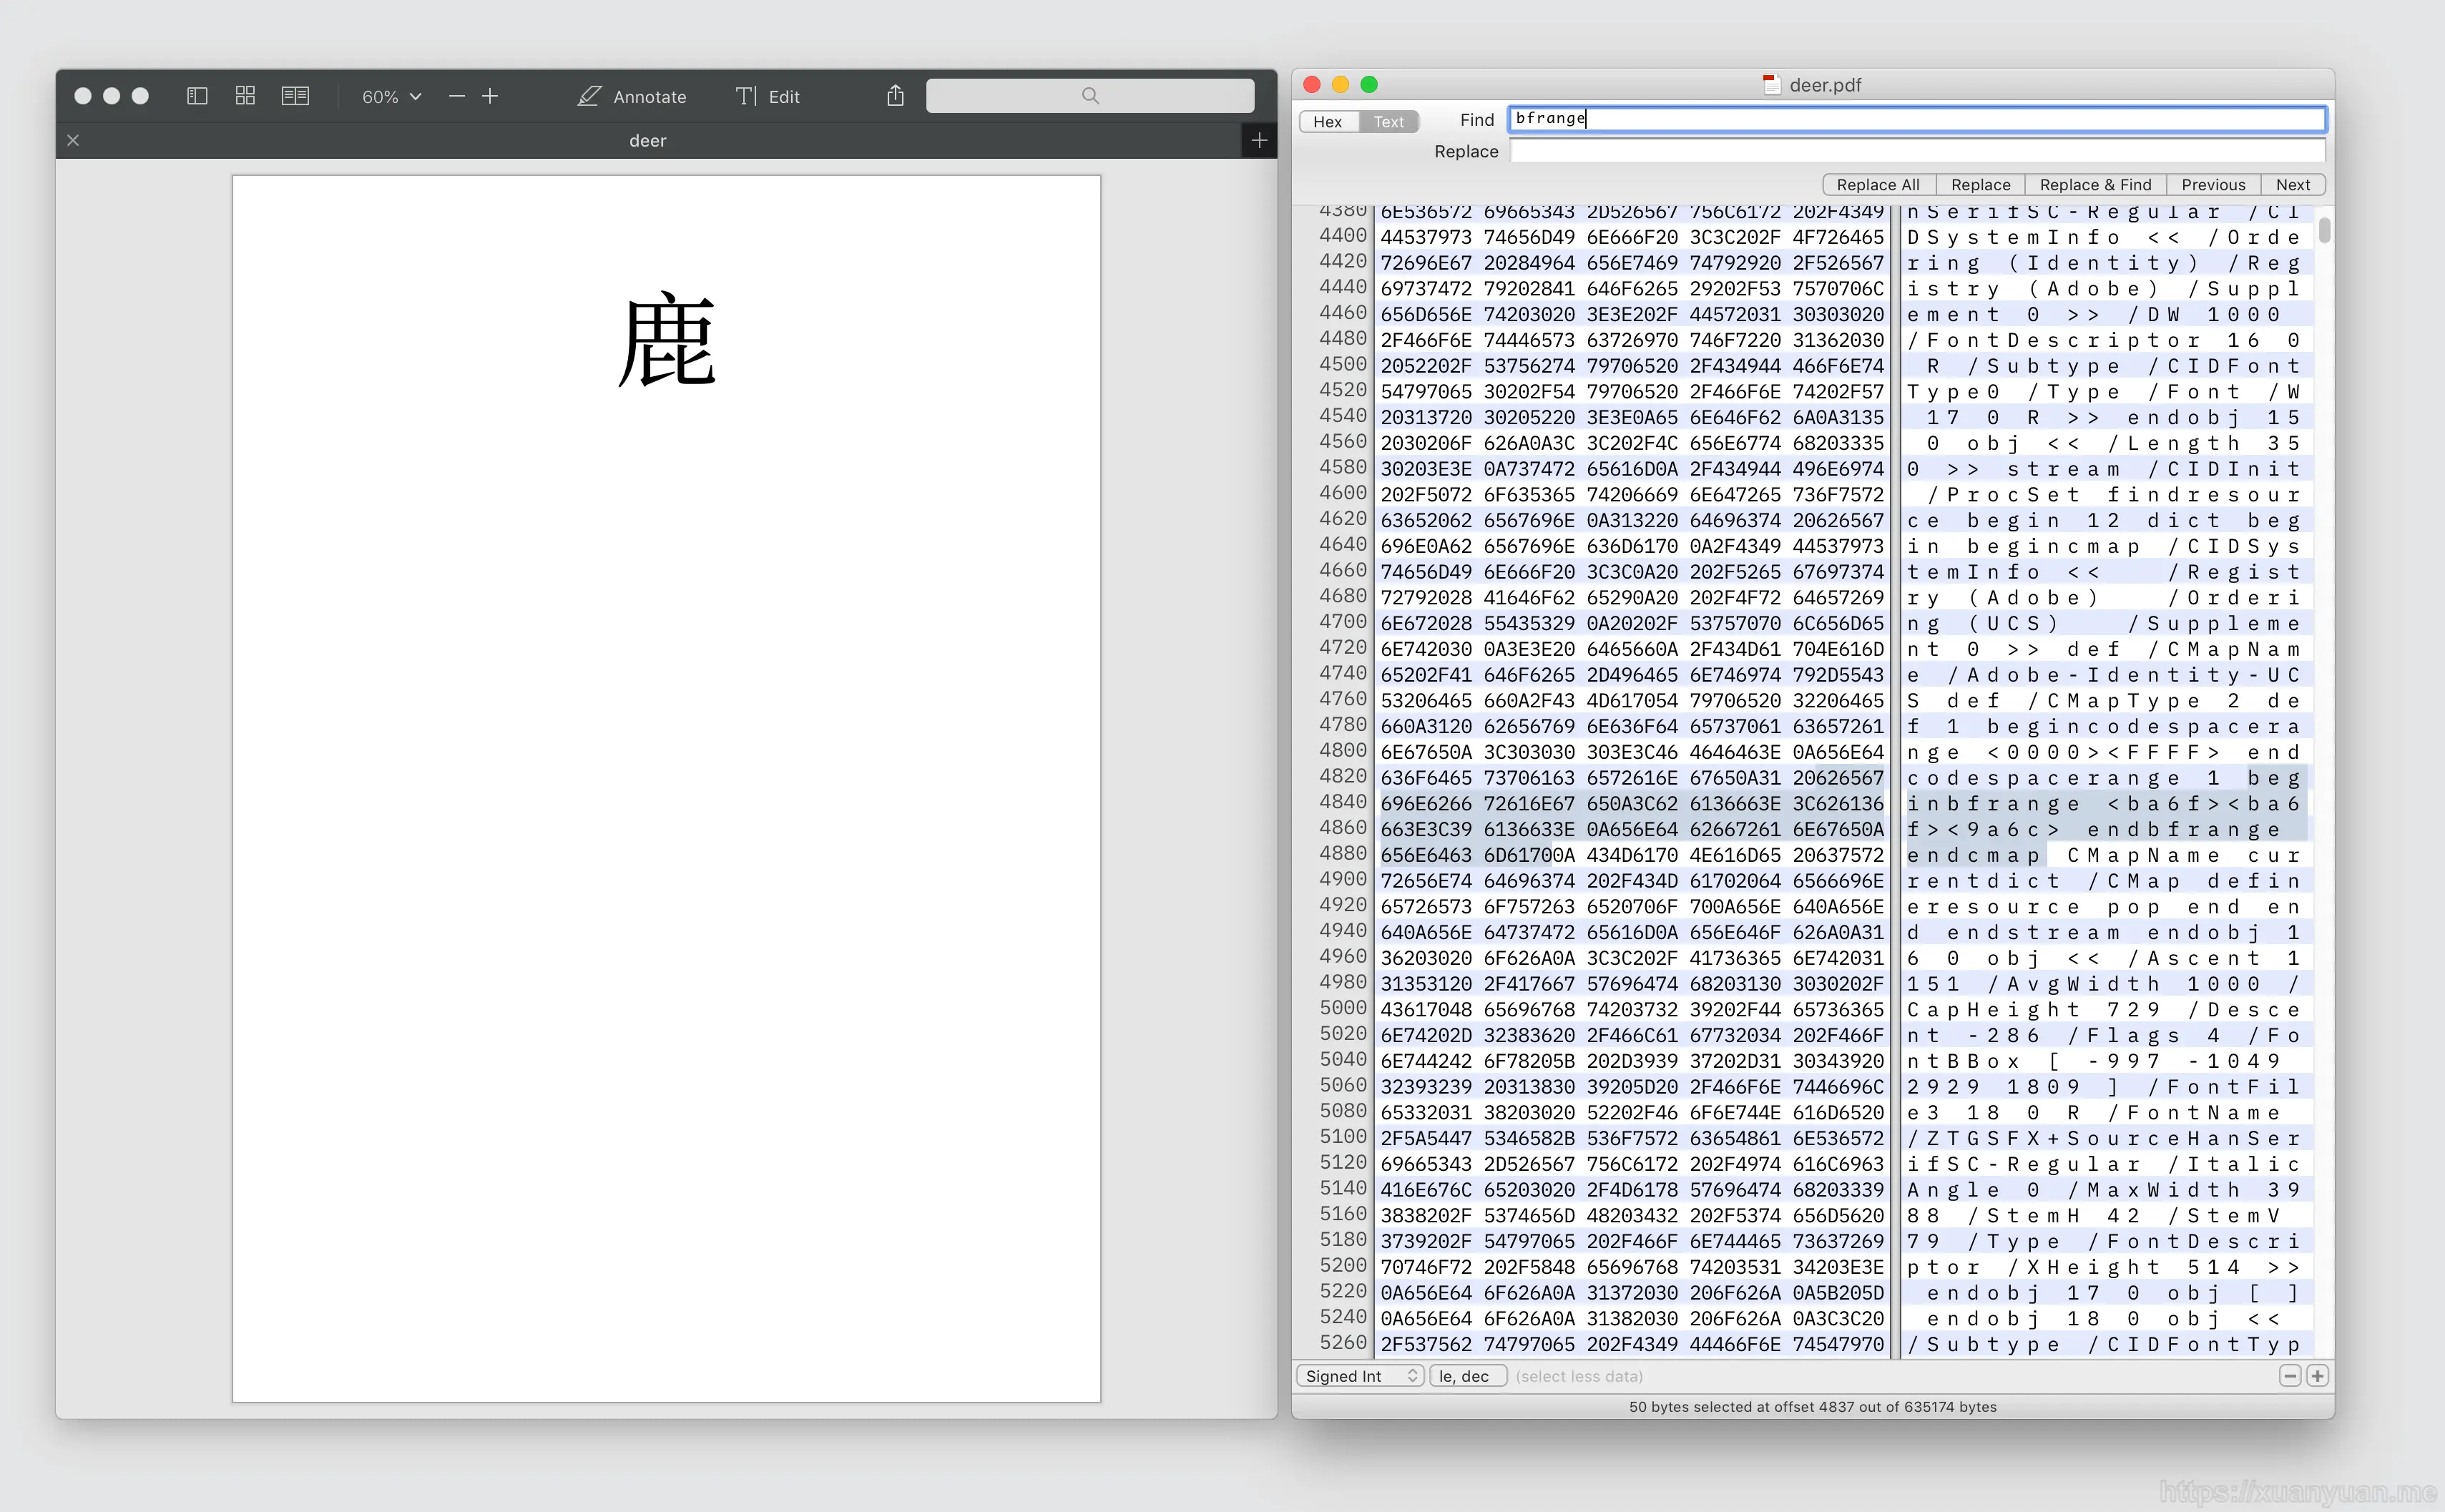 60%
Annotate
Edit
deer
鹿
deer.pdf
Hex Text Find bfrange
Replace
Replace All Replace Replace & Find Previous Next
4380 6E536572 69665343 2D526567 756C6172 202F4349 nSerifSC-Regular /CI
4400 44537973 74656D49 6E666F20 3C3C202F 4F726465 DSystemInfo << /Orde
4420 72696E67 20284964 656E7469 74792920 2F526567 ring (Identity) /Reg
4440 69737472 79202841 646F6265 29202F53 7570706C istry (Adobe) /Suppl
4460 656D656E 74203020 3E3E202F 44572031 30303020 ement 0 >> /DW 1000
4480 2F466F6E 74446573 63726970 746F7220 31362030 /FontDescriptor 16 0
4500 2052202F 53756274 79706520 2F434944 466F6E74 R /Subtype /CIDFont
4520 54797065 30202F54 79706520 2F466F6E 74202F57 Type0 /Type /Font /W
4540 20313720 30205220 3E3E0A65 6E646F62 6A0A3135 17 0 R >> endobj 15
4560 2030206F 626A0A3C 3C202F4C 656E6774 68203335 0 obj << /Length 35
4580 30203E3E 0A737472 65616D0A 2F434944 496E6974 0 >> stream /CIDInit
4600 202F5072 6F635365 74206669 6E647265 736F7572 /ProcSet findresour
4620 63652062 6567696E 0A313220 64696374 20626567 ce begin 12 dict beg
4640 696E0A62 6567696E 636D6170 0A2F4349 44537973 in begincmap /CIDSys
4660 74656D49 6E666F20 3C3C0A20 202F5265 67697374 temInfo << /Regist
4680 72792028 41646F62 65290A20 202F4F72 64657269 ry (Adobe) /Orderi
4700 6E672028 55435329 0A20202F 53757070 6C656D65 ng (UCS) /Suppleme
4720 6E742030 0A3E3E20 6465660A 2F434D61 704E616D nt 0 >> def /CMapNam
4740 65202F41 646F6265 2D496465 6E746974 792D5543 e /Adobe-Identity-UC
4760 53206465 660A2F43 4D617054 79706520 32206465 S def /CMapType 2 de
4780 660A3120 62656769 6E636F64 65737061 63657261 f 1 begincodespacera
4800 6E67650A 3C303030 303E3C46 4646463E 0A656E64 nge <0000><FFFF> end
4820 636F6465 73706163 6572616E 67650A31 20626567 codespacerange 1 beg
4840 696E6266 72616E67 650A3C62 6136663E 3C626136 inbfrange <ba6f><ba6
4860 663E3C39 6136633E 0A656E64 62667261 6E67650A f><9a6c> endbfrange
4880 656E6463 6D61700A 434D6170 4E616D65 20637572 endcmap CMapName cur
4900 72656E74 64696374 202F434D 61702064 6566696E rentdict /CMap defin
4920 65726573 6F757263 6520706F 700A656E 640A656E eresource pop end en
4940 640A656E 64737472 65616D0A 656E646F 626A0A31 d endstream endobj 1
4960 36203020 6F626A0A 3C3C202F 41736365 6E742031 6 0 obj << /Ascent 1
4980 31353120 2F417667 57696474 68203130 3030202F 151 /AvgWidth 1000 /
5000 43617048 65696768 74203732 39202F44 65736365 CapHeight 729 /Desce
5020 6E74202D 32383620 2F466C61 67732034 202F466F nt -286 /Flags 4 /Fo
5040 6E744242 6F78205B 202D3939 37202D31 30343920 ntBBox [ -997 -1049
5060 32393239 20313830 39205D20 2F466F6E 7446696C 2929 1809 ] /FontFil
5080 65332031 38203020 52202F46 6F6E744E 616D6520 e3 18 0 R /FontName
5100 2F5A5447 5346582B 536F7572 63654861 6E536572 /ZTGSFX+SourceHanSer
5120 69665343 2D526567 756C6172 202F4974 616C6963 ifSC-Regular /Italic
5140 416E676C 65203020 2F4D6178 57696474 68203339 Angle 0 /MaxWidth 39
5160 3838202F 5374656D 48203432 202F5374 656D5620 88 /StemH 42 /StemV
5180 3739202F 54797065 202F466F 6E744465 73637269 79 /Type /FontDescri
5200 70746F72 202F5848 65696768 74203531 34203E3E ptor /XHeight 514 >>
5220 0A656E64 6F626A0A 0A31372030 206F626A 0A5B205D endobj 17 0 obj [ ]
5240 0A656E64 6F626A0A 31382030 206F626A 0A3C3C20 endobj 18 0 obj <<
5260 2F537562 74797065 202F4349 44466F6E 74547970 /Subtype /CIDFontTyp
Signed Int le, dec (select less data)
50 bytes selected at offset 4837 out of 635174 bytes
https://xuanyuan.me